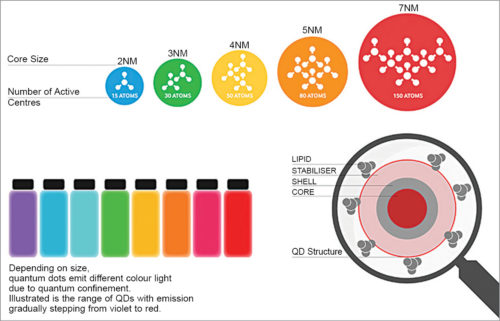 7NM
5NM
4NM
3NM
2NM
Core Size
Number of Active
Centres
15 ATOMS
30 ATOMS
50 ATOMS
80 ATOMS
150 ATOMS
LIPID
STABILISER
SHELL
CORE
QD Structure
Depending on size,
quantum dots emit different colour light
due to quantum confinement.
Illustrated is the range of QDs with emission
gradually stepping from violet to red.